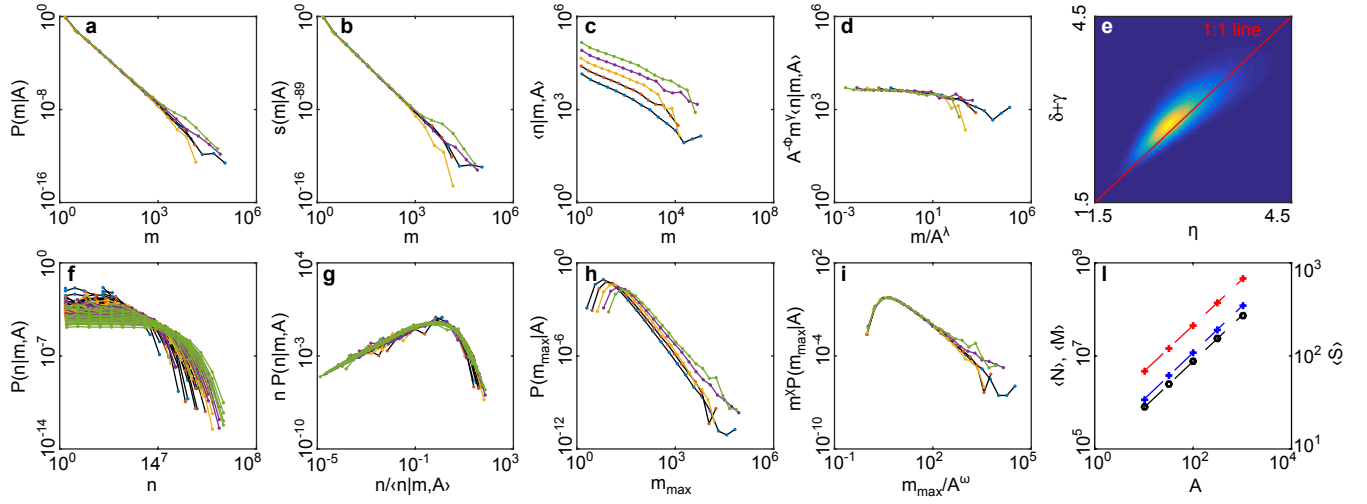 a
P(m|A)
10^0
10^-8
10^-16
10^0
10^3
10^6
m
b
s(m|A)
10^0
10^-89
10^-16
10^0
10^3
10^6
m
c
⟨n|m,A⟩
10^7
10^3
10^0
10^0
10^4
10^8
m
d
A^-Φ m^γ ⟨n|m,A⟩
10^7
10^3
10^0
10^-3
10^1
10^6
m/A^λ
e
1:1 line
δ+γ
4.5
1.5
1.5
4.5
η
f
P(n|m,A)
10^0
10^-7
10^-14
10^0
14^7
10^8
n
g
n P(n|m,A)
10^4
10^-3
10^-10
10^-5
10^-1
10^3
n/⟨n|m,A⟩
h
P(m_max|A)
10^0
10^-6
10^-12
10^0
10^3
10^6
m_max
i
m^χ P(m_max|A)
10^2
10^-4
10^-10
10^0
10^2
10^5
m_max/A^ω
l
⟨N⟩, ⟨M⟩
10^9
10^7
10^5
10^0
10^2
10^4
A
10^3
10^2
10^1
⟨S⟩